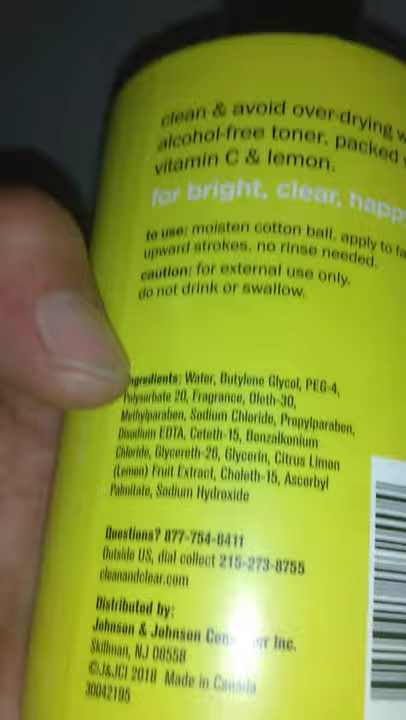 clean & avoid over-drying
alcohol-free toner, packed
vitamin C & lemon.
for bright, clear, happy
to use: moisten cotton ball, apply to fa
upward strokes. no rinse needed.
caution: for external use only.
do not drink or swallow.
ngredients: Water, Butylene Glycol, PEG-4,
Polysorbate 20, Fragrance, Oleth-30,
Methylparaben, Sodium Chloride, Propylparaben,
Disodium EDTA, Ceteth-15, Benzalkonium
Chloride, Glycereth-26, Glycerin, Citrus Limon
(Lemon) Fruit Extract, Choleth-15, Ascorbyl
Palmitate, Sodium Hydroxide
Questions? 877-754-6411
Outside US, dial collect 215-273-8755
cleanandclear.com
Distributed by:
Johnson & Johnson Inc.
Skillman, NJ 08558
©J&JCI 2018 Made in Canada
30042195